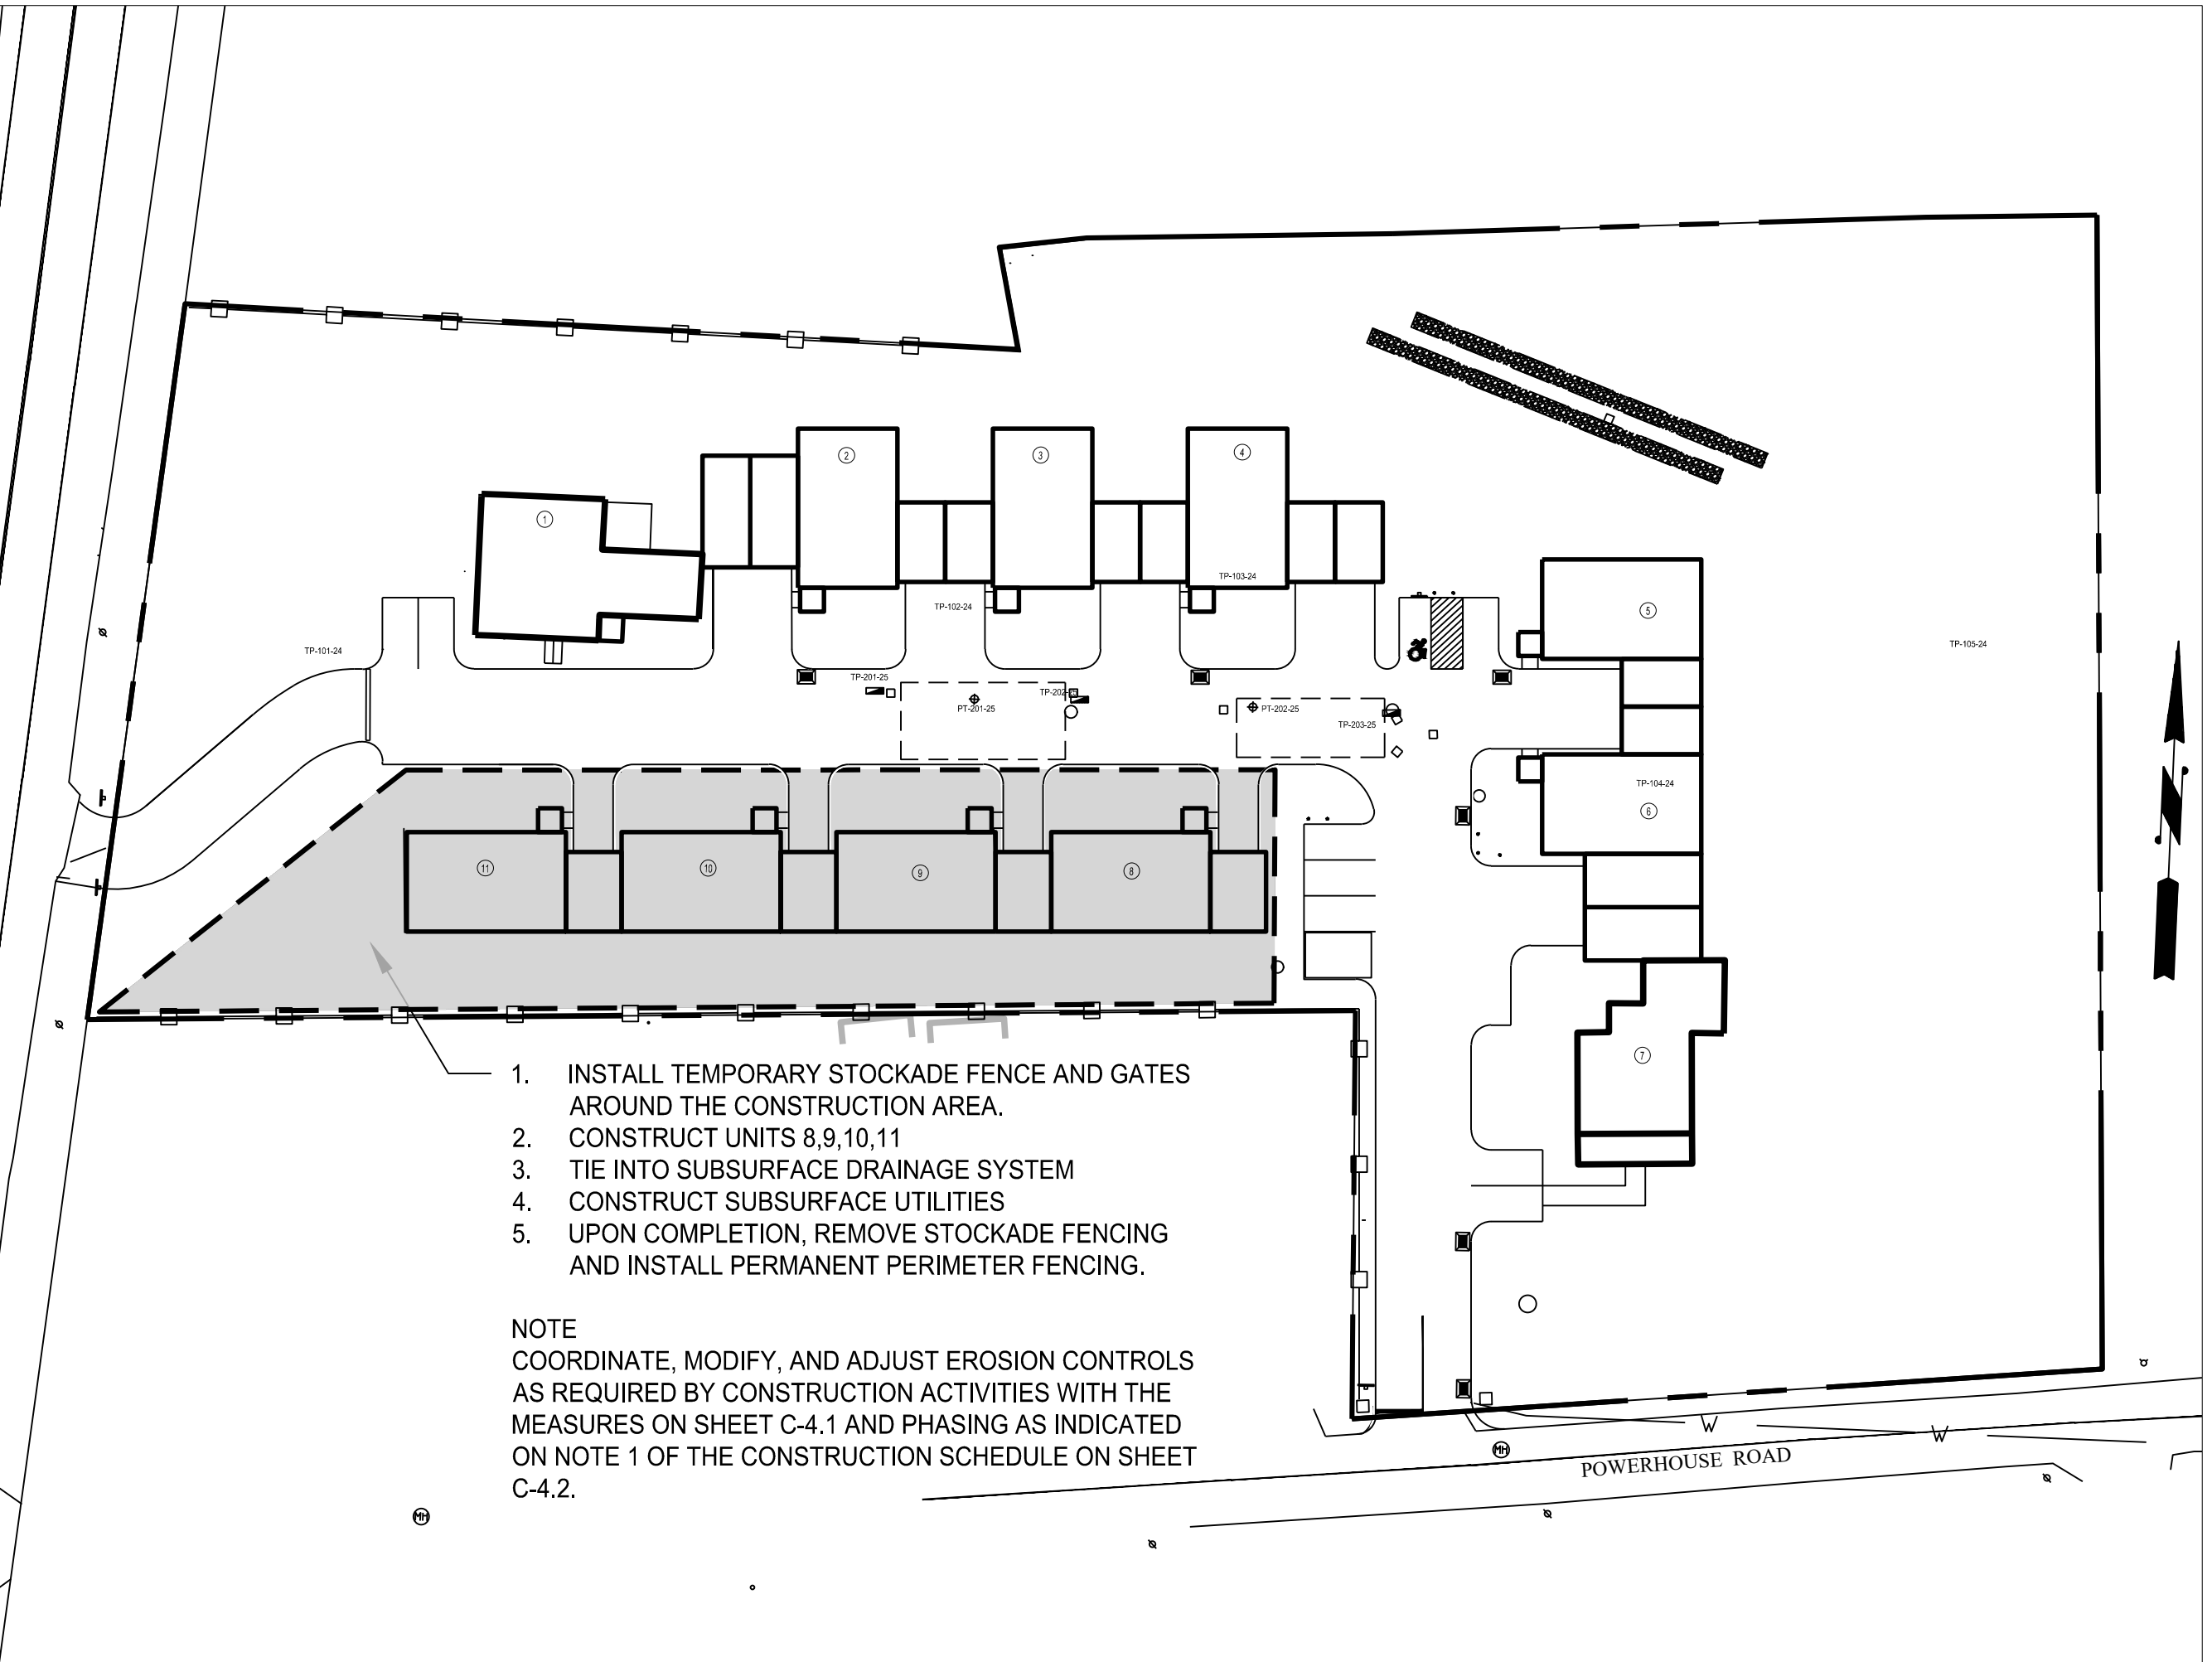 2
3
4
1
TP-103-24
TP-102-24
5
TP-101-24
TP-105-24
TP-201-25
TP-202-25
PT-201-25
PT-202-25
TP-203-25
TP-104-24
6
11
10
9
8
7
1. INSTALL TEMPORARY STOCKADE FENCE AND GATES
AROUND THE CONSTRUCTION AREA.
2. CONSTRUCT UNITS 8,9,10,11
3. TIE INTO SUBSURFACE DRAINAGE SYSTEM
4. CONSTRUCT SUBSURFACE UTILITIES
5. UPON COMPLETION, REMOVE STOCKADE FENCING
AND INSTALL PERMANENT PERIMETER FENCING.
NOTE
COORDINATE, MODIFY, AND ADJUST EROSION CONTROLS
AS REQUIRED BY CONSTRUCTION ACTIVITIES WITH THE
MEASURES ON SHEET C-4.1 AND PHASING AS INDICATED
ON NOTE 1 OF THE CONSTRUCTION SCHEDULE ON SHEET
C-4.2.
W
W
MH
POWERHOUSE ROAD
MH
N